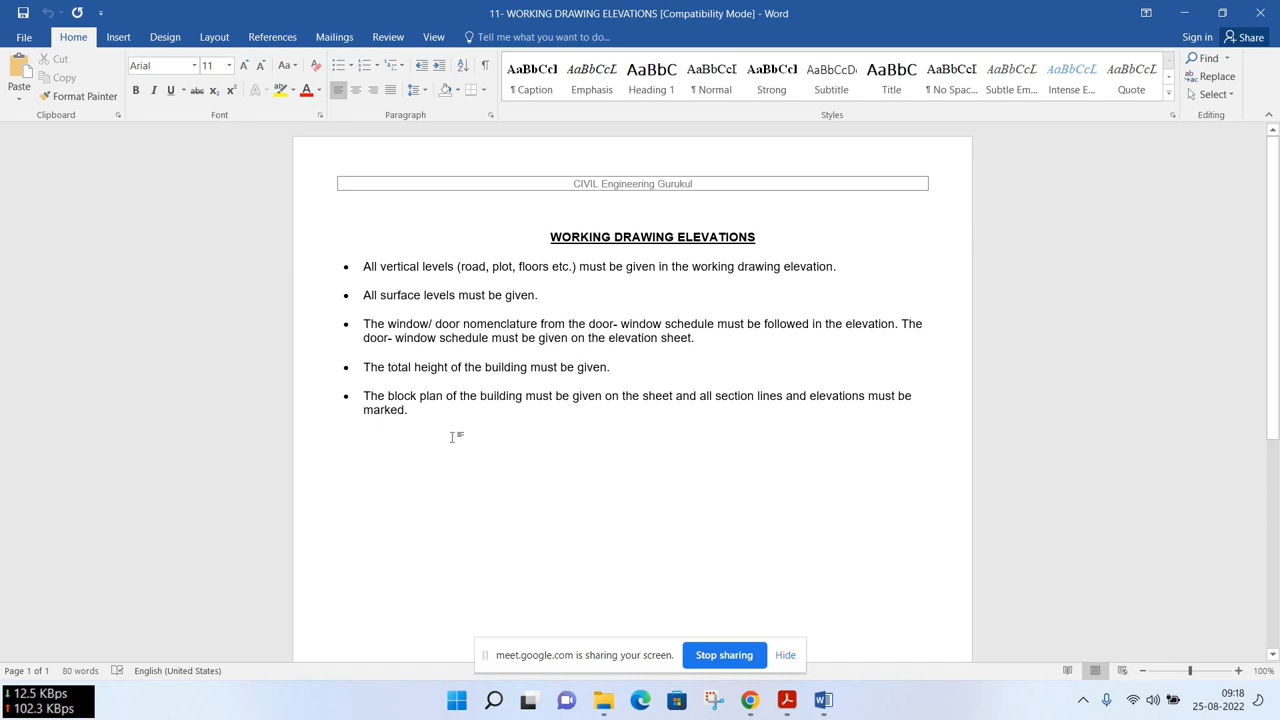 11- WORKING DRAWING ELEVATIONS [Compatibility Mode] - Word
File Home Insert Design Layout References Mailings Review View Tell me what you want to do... Sign in Share
Paste Cut Copy Format Painter Clipboard
Arial 11 Font
Paragraph
AaBbCcI AaBbCcL AaBbC AaBbCcI AaBbCcI AaBbCcDi AaBbC AaBbCcI AaBbCcL AaBbCcL AaBbCcL
Caption Emphasis Heading 1 ¶ Normal Strong Subtitle Title ¶ No Spac... Subtle Em... Intense E... Quote
Styles
Find Replace Select Editing
CIVIL Engineering Gurukul
WORKING DRAWING ELEVATIONS
• All vertical levels (road, plot, floors etc.) must be given in the working drawing elevation.
• All surface levels must be given.
• The window/ door nomenclature from the door- window schedule must be followed in the elevation. The
door- window schedule must be given on the elevation sheet.
• The total height of the building must be given.
• The block plan of the building must be given on the sheet and all section lines and elevations must be
marked.
meet.google.com is sharing your screen. Stop sharing Hide
Page 1 of 1 80 words English (United States) 100%
12.5 KBps
102.3 KBps
09:18
25-08-2022